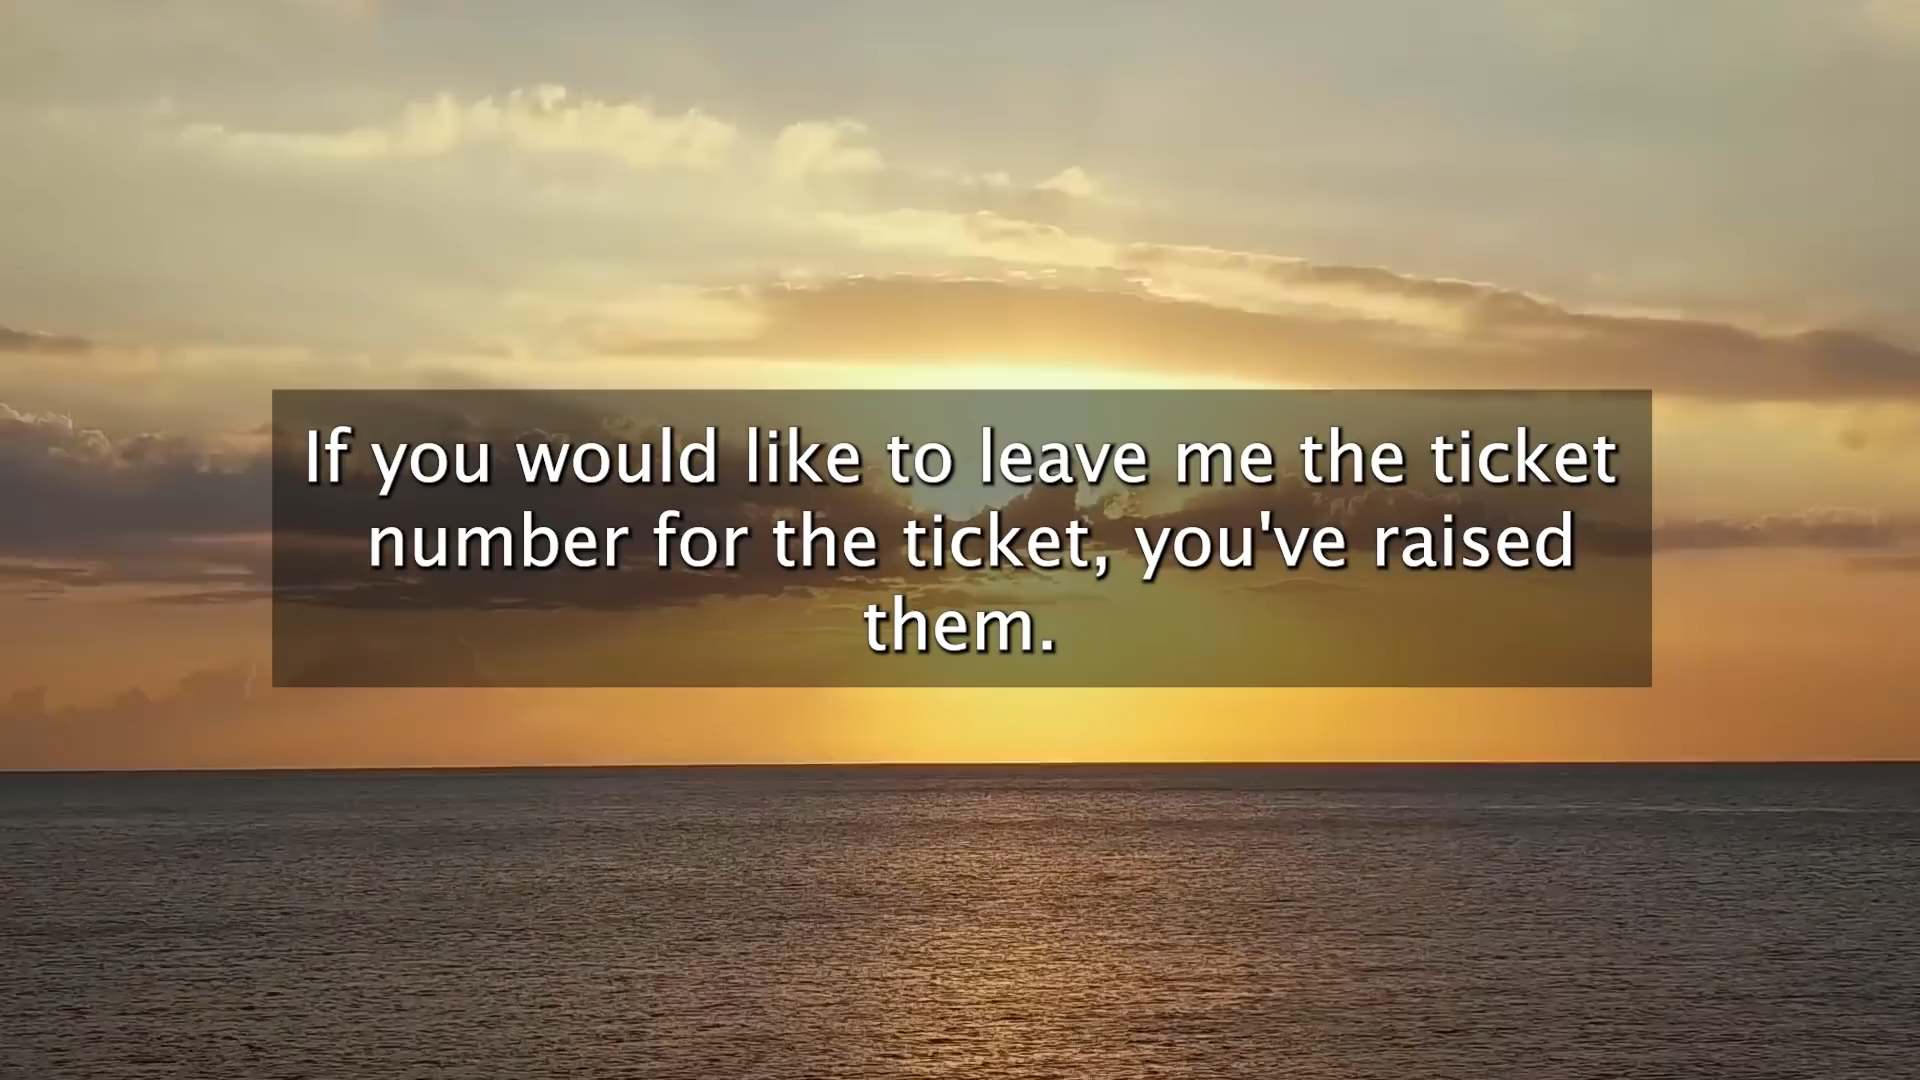 If you would like to leave me the ticket
number for the ticket, you've raised
them.